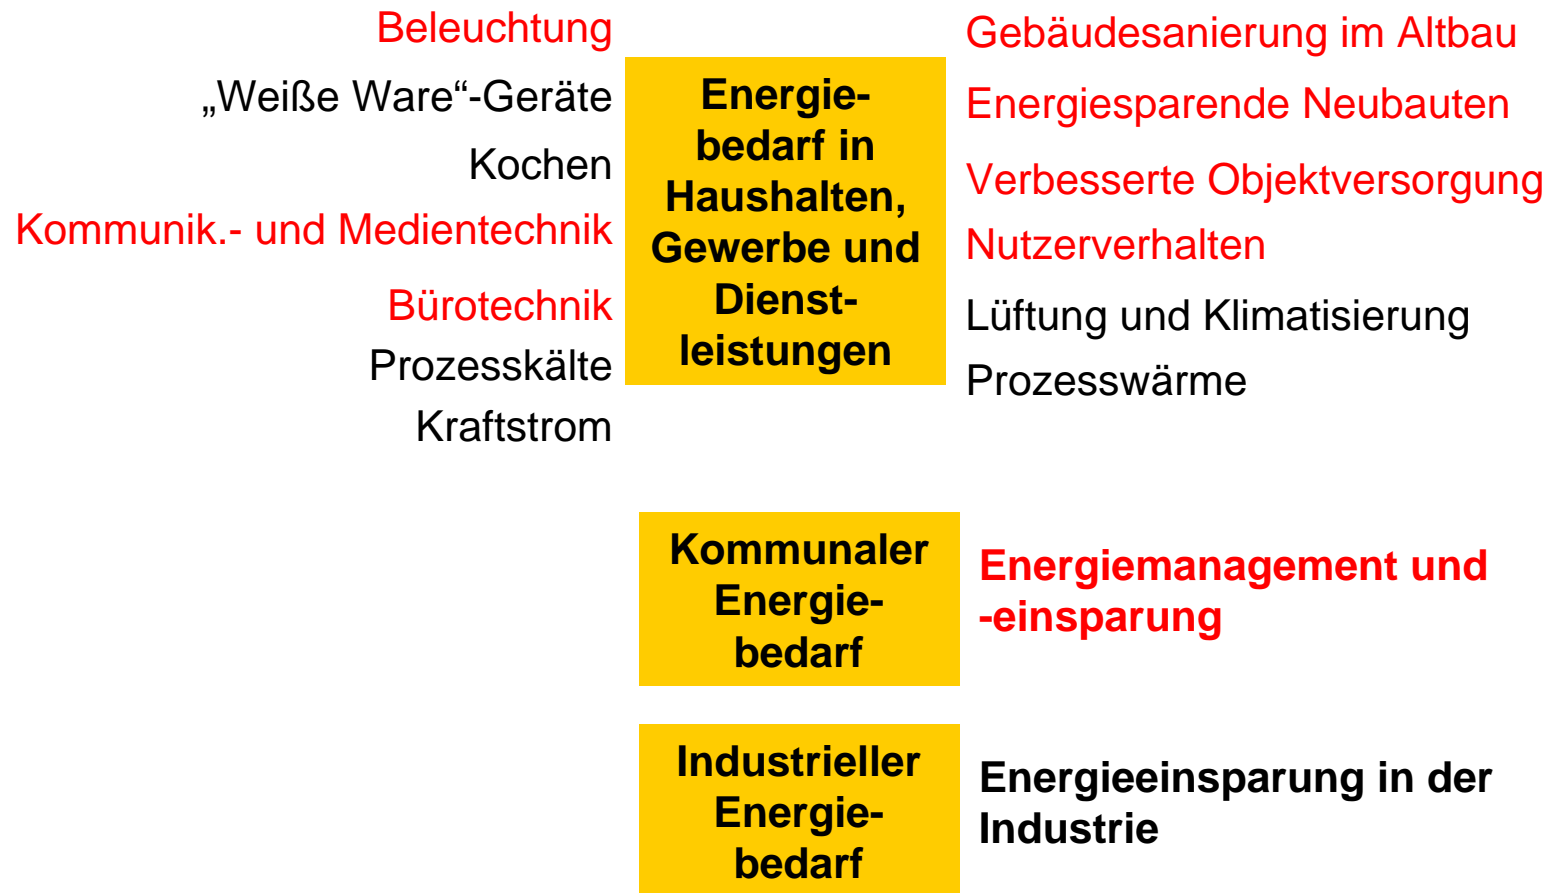 Beleuchtung
„Weiße Ware“-Geräte
Kochen
Kommunik.- und Medientechnik
Bürotechnik
Prozesskälte
Kraftstrom
Energie-
bedarf in
Haushalten,
Gewerbe und
Dienst-
leistungen
Gebäudesanierung im Altbau
Energiesparende Neubauten
Verbesserte Objektversorgung
Nutzerverhalten
Lüftung und Klimatisierung
Prozesswärme
Kommunaler
Energie-
bedarf
Energiemanagement und
-einsparung
Industrieller
Energie-
bedarf
Energieeinsparung in der
Industrie